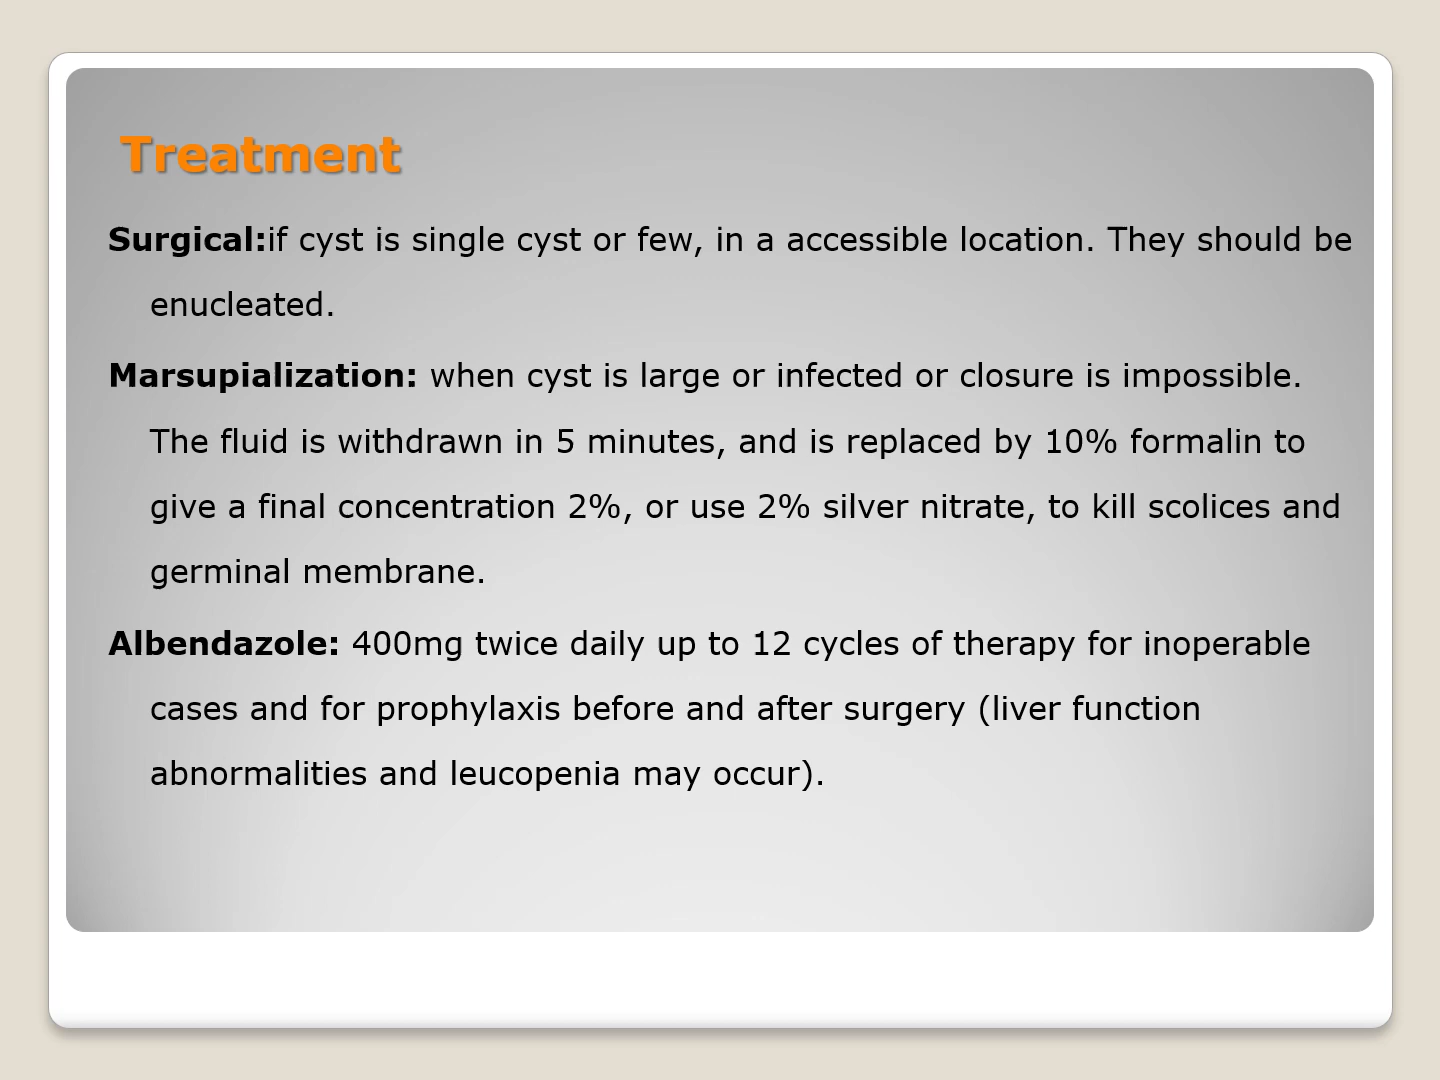 Treatment
Surgical:if cyst is single cyst or few, in a accessible location. They should be
enucleated.
Marsupialization: when cyst is large or infected or closure is impossible.
The fluid is withdrawn in 5 minutes, and is replaced by 10% formalin to
give a final concentration 2%, or use 2% silver nitrate, to kill scolices and
germinal membrane.
Albendazole: 400mg twice daily up to 12 cycles of therapy for inoperable
cases and for prophylaxis before and after surgery (liver function
abnormalities and leucopenia may occur).